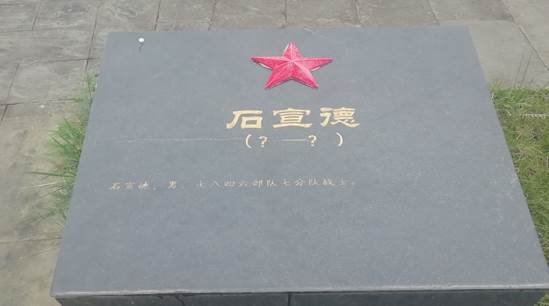 石宣德
（？—？）
石宣德，男，七八四六部队七分队战士。